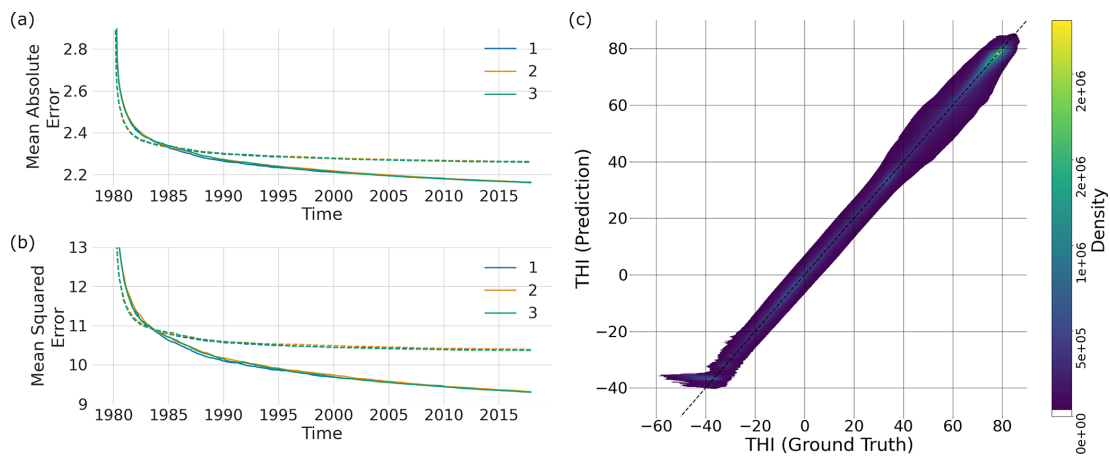 (a)
Mean Absolute
Error
2.8
2.6
2.4
2.2
1
2
3
1980 1985 1990 1995 2000 2005 2010 2015
Time
(b)
Mean Squared
Error
13
12
11
10
9
1
2
3
1980 1985 1990 1995 2000 2005 2010 2015
Time
(c)
THI (Prediction)
80
60
40
20
0
−20
−40
−60 −40 −20 0 20 40 60 80
THI (Ground Truth)
2e+06
2e+06
1e+06
5e+05
0e+00
Density